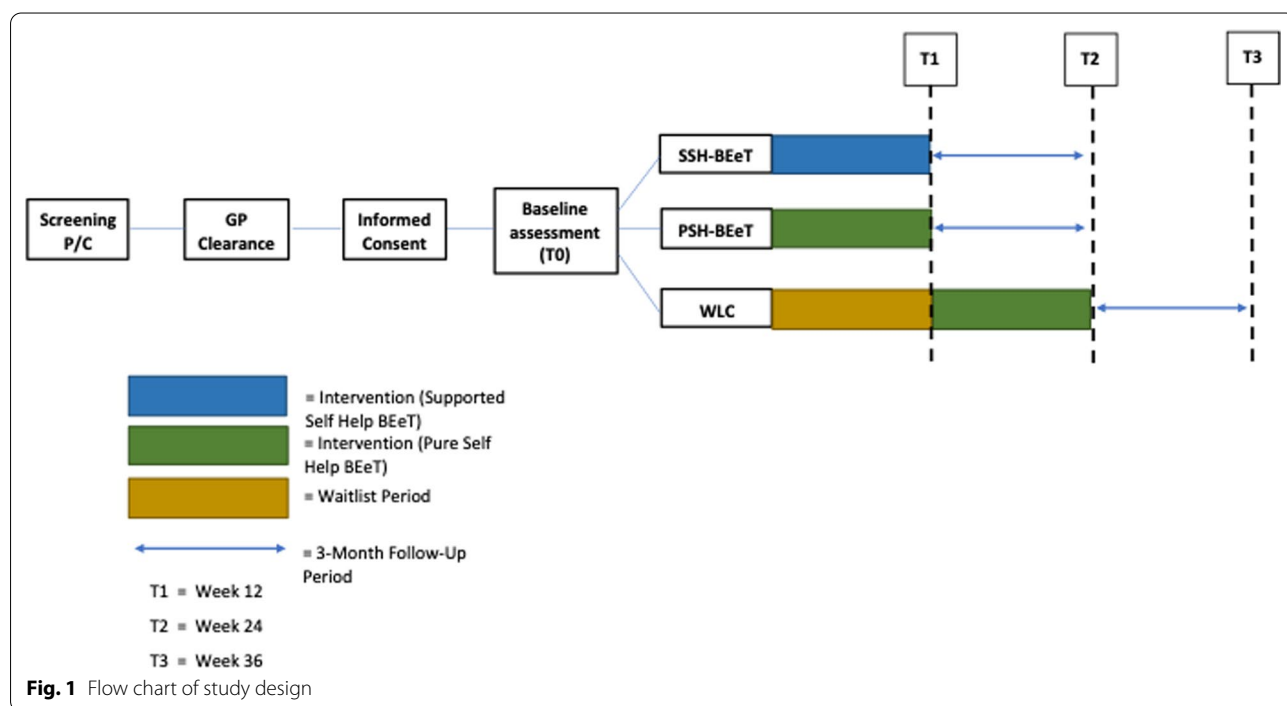 T1
T2
T3
SSH-BEeT
Screening
P/C
GP
Clearance
Informed
Consent
Baseline
assessment
(T0)
PSH-BEeT
WLC
= Intervention (Supported
Self Help BEeT)
= Intervention (Pure Self
Help BEeT)
= Waitlist Period
= 3-Month Follow-Up
Period
T1 = Week 12
T2 = Week 24
T3 = Week 36
Fig. 1 Flow chart of study design